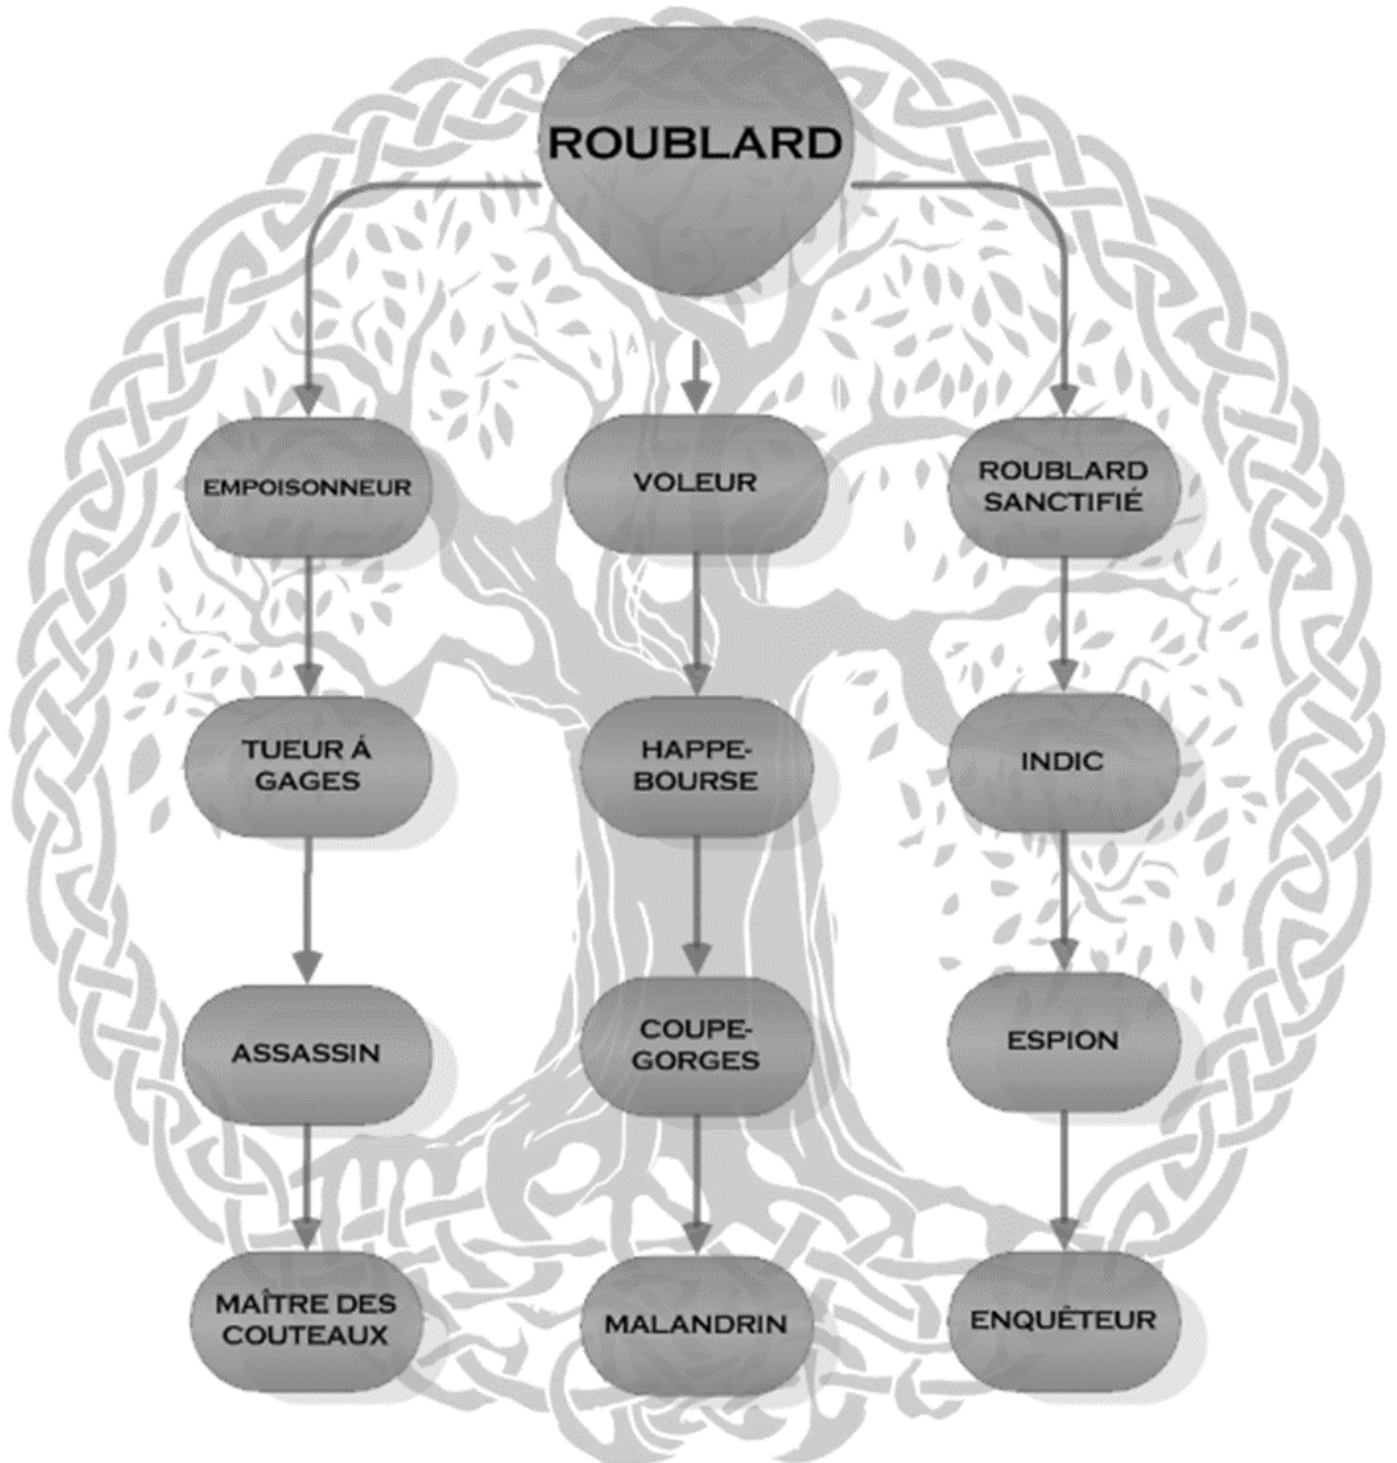 ROUBLARD
EMPOISONNEUR
VOLEUR
ROUBLARD
SANCTIFIÉ
TUEUR Á
GAGES
HAPPE-
BOURSE
INDIC
ASSASSIN
COUPE-
GORGES
ESPION
MAÎTRE DES
COUTEAUX
MALANDRIN
ENQUÊTEUR